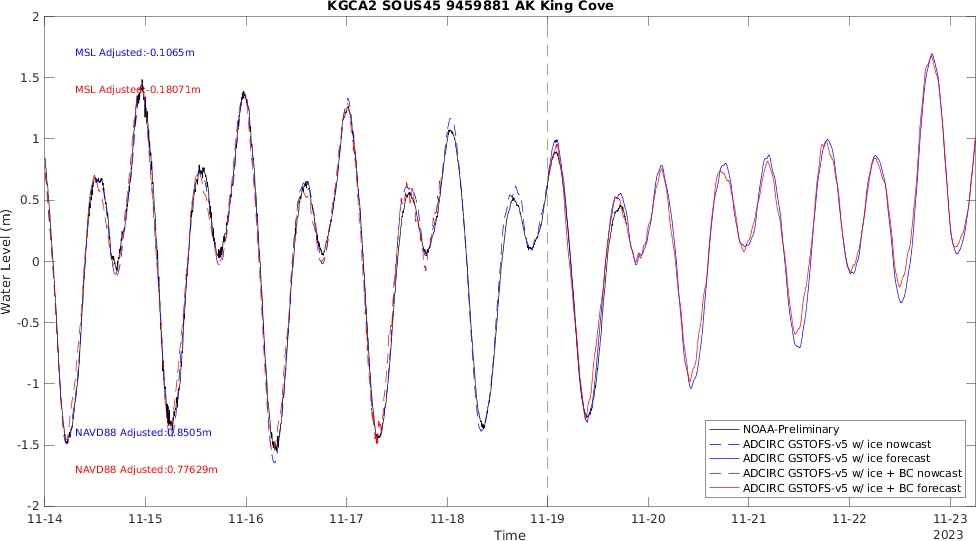 KGCA2 SOUS45 9459881 AK King Cove
2
1.5
1
0.5
0
-0.5
-1
-1.5
-2
Water Level (m)
MSL Adjusted:-0.1065m
MSL Adjusted:-0.18071m
NAVD88 Adjusted:0.8505m
NAVD88 Adjusted:0.77629m
NOAA-Preliminary
ADCIRC GSTOFS-v5 w/ ice nowcast
ADCIRC GSTOFS-v5 w/ ice forecast
ADCIRC GSTOFS-v5 w/ ice + BC nowcast
ADCIRC GSTOFS-v5 w/ ice + BC forecast
11-14 11-15 11-16 11-17 11-18 11-19 11-20 11-21 11-22 11-23
2023
Time